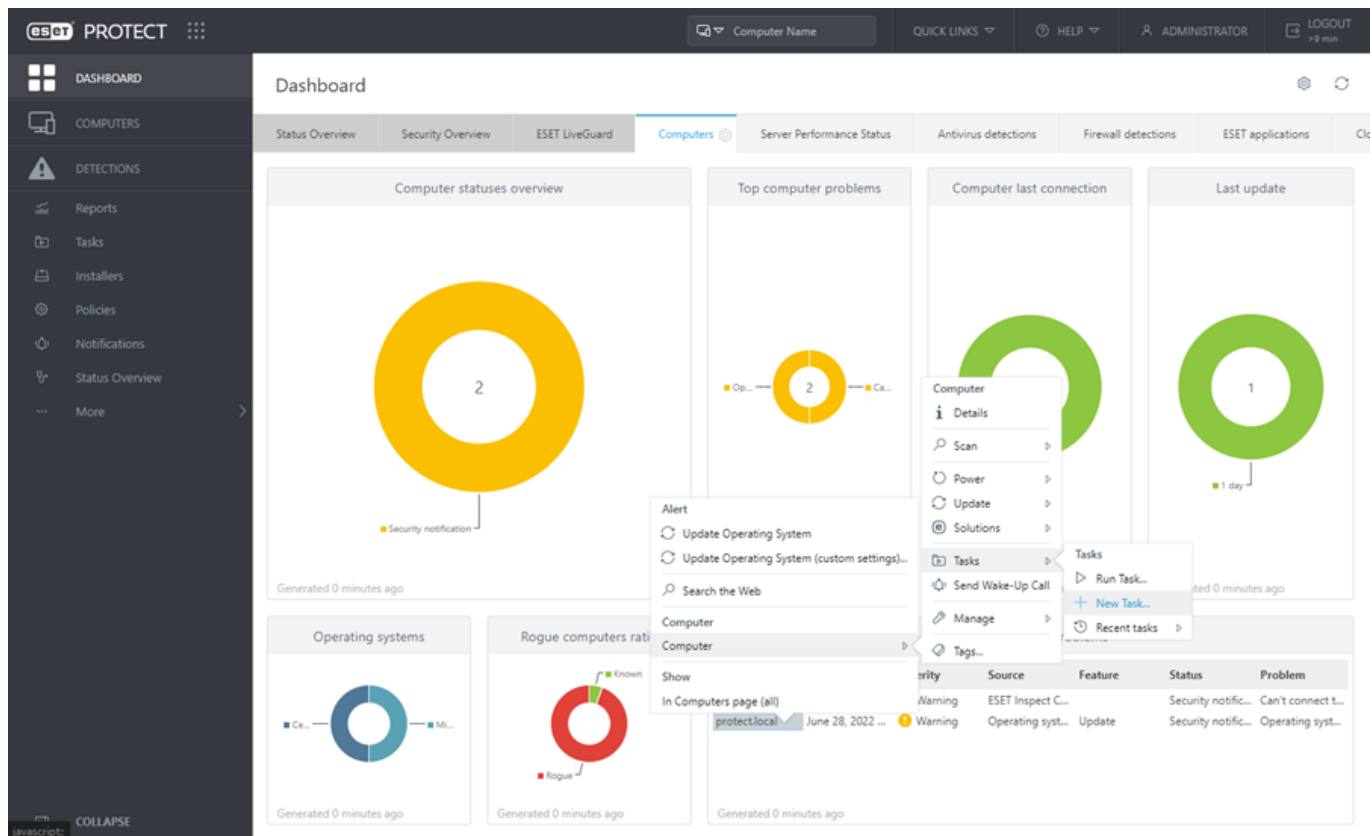 eset PROTECT
Computer Name
QUICK LINKS
HELP
ADMINISTRATOR
LOGOUT
>9 min
DASHBOARD
COMPUTERS
DETECTIONS
Reports
Tasks
Installers
Policies
Notifications
Status Overview
More
COLLAPSE
javascript:
Dashboard
Status Overview
Security Overview
ESET LiveGuard
Computers
Server Performance Status
Antivirus detections
Firewall detections
ESET applications
Computer statuses overview
2
Security notification
Generated 0 minutes ago
Top computer problems
Op...
2
Ca...
Computer last connection
Last update
1
1 day
ted 0 minutes ago
Alert
Update Operating System
Update Operating System (custom settings)...
Search the Web
Computer
Computer
Show
In Computers page (all)
Computer
Details
Scan
Power
Update
Solutions
Tasks
Send Wake-Up Call
Manage
Tags...
Tasks
Run Task...
New Task...
Recent tasks
Operating systems
Ce...
Mi...
Generated 0 minutes ago
Rogue computers rati
Known
Rogue
Generated 0 minutes ago
erity Source Feature Status Problem
Warning ESET Inspect C... Security notific... Can't connect t...
protect.local June 28, 2022 ... Warning Operating syst... Update Security notific... Operating syst...
Generated 0 minutes ago